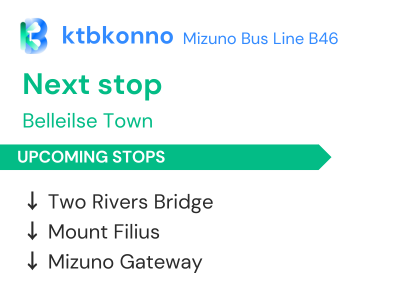 ktbkonno Mizuno Bus Line B46
Next stop
Belleilse Town
UPCOMING STOPS
↓ Two Rivers Bridge
↓ Mount Filius
↓ Mizuno Gateway